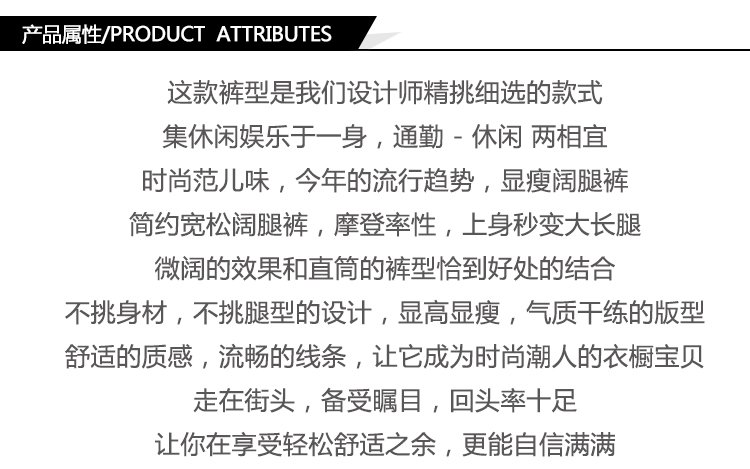 产品属性/PRODUCT ATTRIBUTES
这款裤型是我们设计师精挑细选的款式
集休闲娱乐于一身，通勤 - 休闲 两相宜
时尚范儿味，今年的流行趋势，显瘦阔腿裤
简约宽松阔腿裤，摩登率性，上身秒变大长腿
微阔的效果和直筒的裤型恰到好处的结合
不挑身材，不挑腿型的设计，显高显瘦，气质干练的版型
舒适的质感，流畅的线条，让它成为时尚潮人的衣橱宝贝
走在街头，备受瞩目，回头率十足
让你在享受轻松舒适之余，更能自信满满